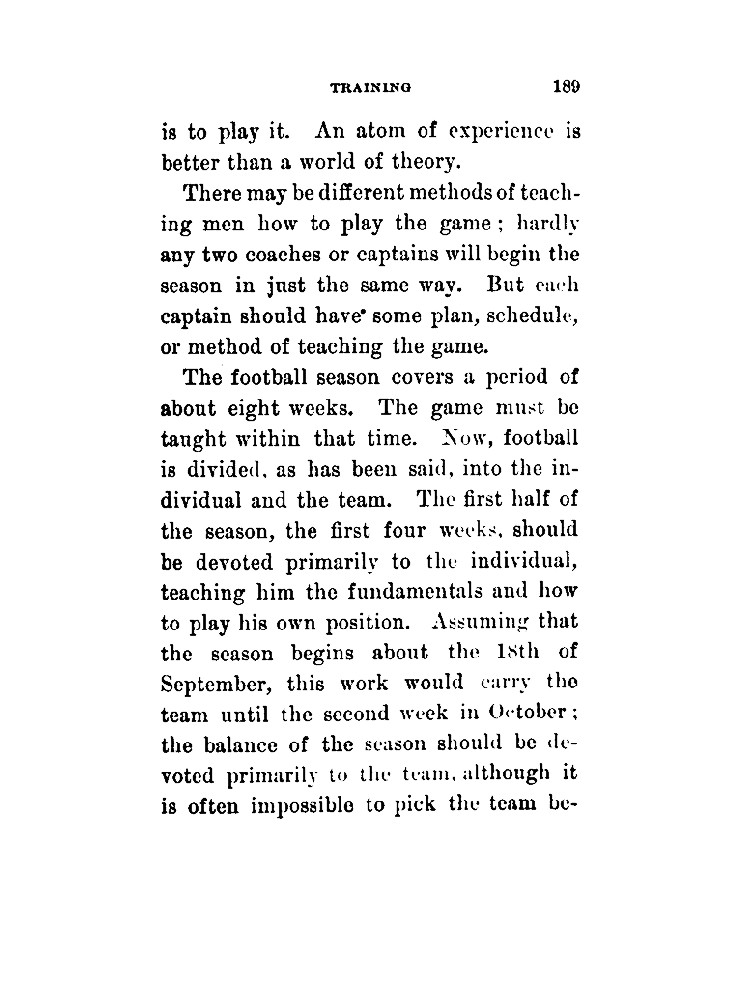 TRAINING 189
is to play it. An atom of experience is
better than a world of theory.
There may be different methods of teach-
ing men how to play the game ; hardly
any two coaches or captains will begin the
season in just the same way. But each
captain should have some plan, schedule,
or method of teaching the game.
The football season covers a period of
about eight weeks. The game must be
taught within that time. Now, football
is divided, as has been said, into the in-
dividual and the team. The first half of
the season, the first four weeks, should
be devoted primarily to the individual,
teaching him the fundamentals and how
to play his own position. Assuming that
the season begins about the 18th of
September, this work would carry the
team until the second week in October ;
the balance of the season should be de-
voted primarily to the team, although it
is often impossible to pick the team be-